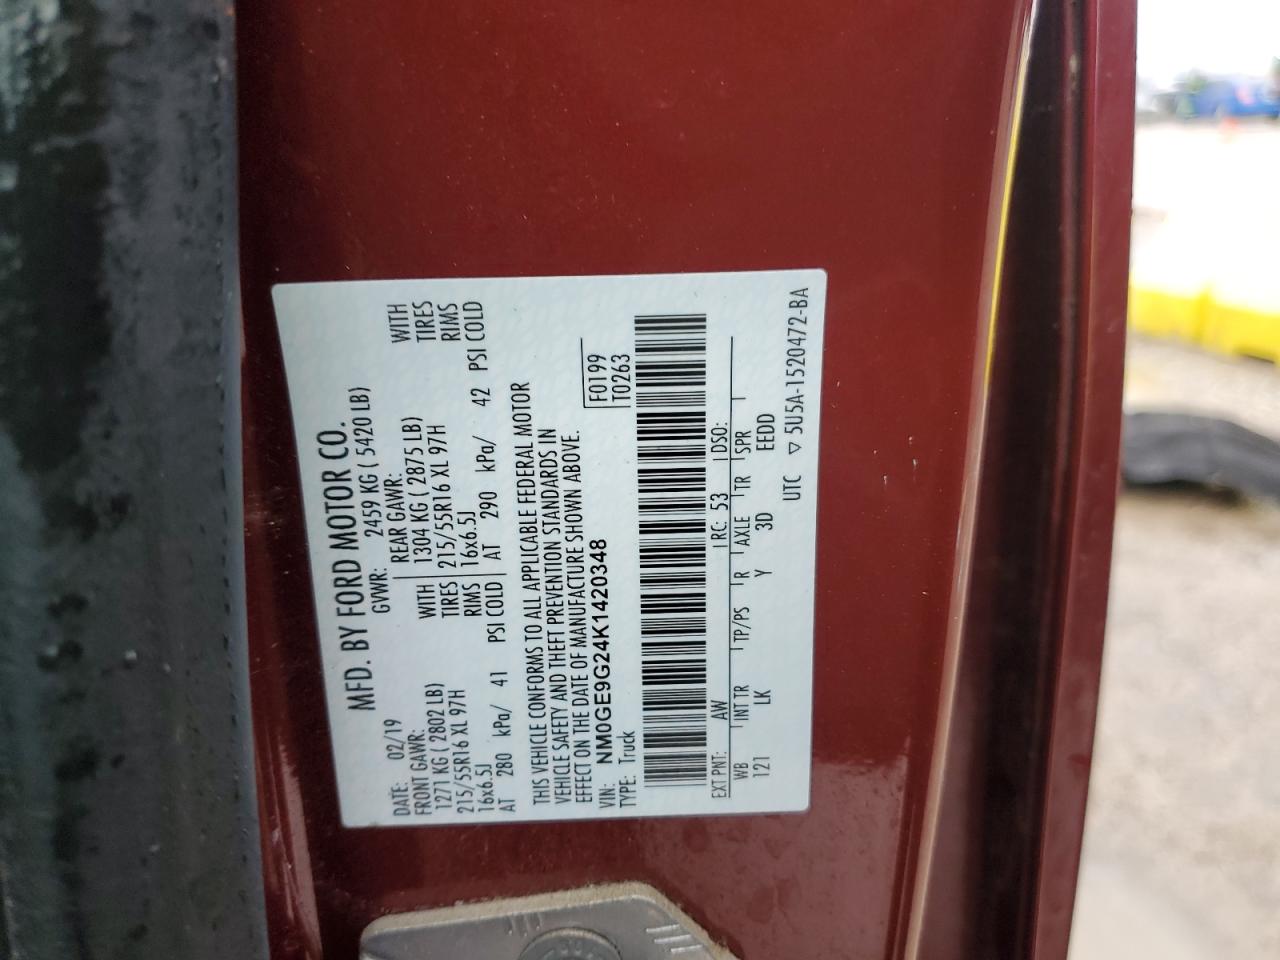 MFD. BY FORD MOTOR CO.
DATE: 02/19
GVWR: 2459 KG ( 5420 LB)
FRONT GAWR:
1271 KG ( 2802 LB)
215/55R16 XL 97H
16x6.5J
AT 280 kPa/ 41 PSI COLD
WITH
TIRES
RIMS
REAR GAWR:
1304 KG ( 2875 LB)
215/55R16 XL 97H
16x6.5J
AT 290 kPa/ 42 PSI COLD
WITH
TIRES
RIMS
THIS VEHICLE CONFORMS TO ALL APPLICABLE FEDERAL MOTOR
VEHICLE SAFETY AND THEFT PREVENTION STANDARDS IN
EFFECT ON THE DATE OF MANUFACTURE SHOWN ABOVE.
VIN: NM0GE9G24K1420348
TYPE: Truck
F0199
T0263
EXT PNT: AW RC: 53 DSO:
WB INT TR TP/PS R AXLE TR SPR
121 LK Y 3D EEDD
UTC ▽ 5U5A-1520472-BA